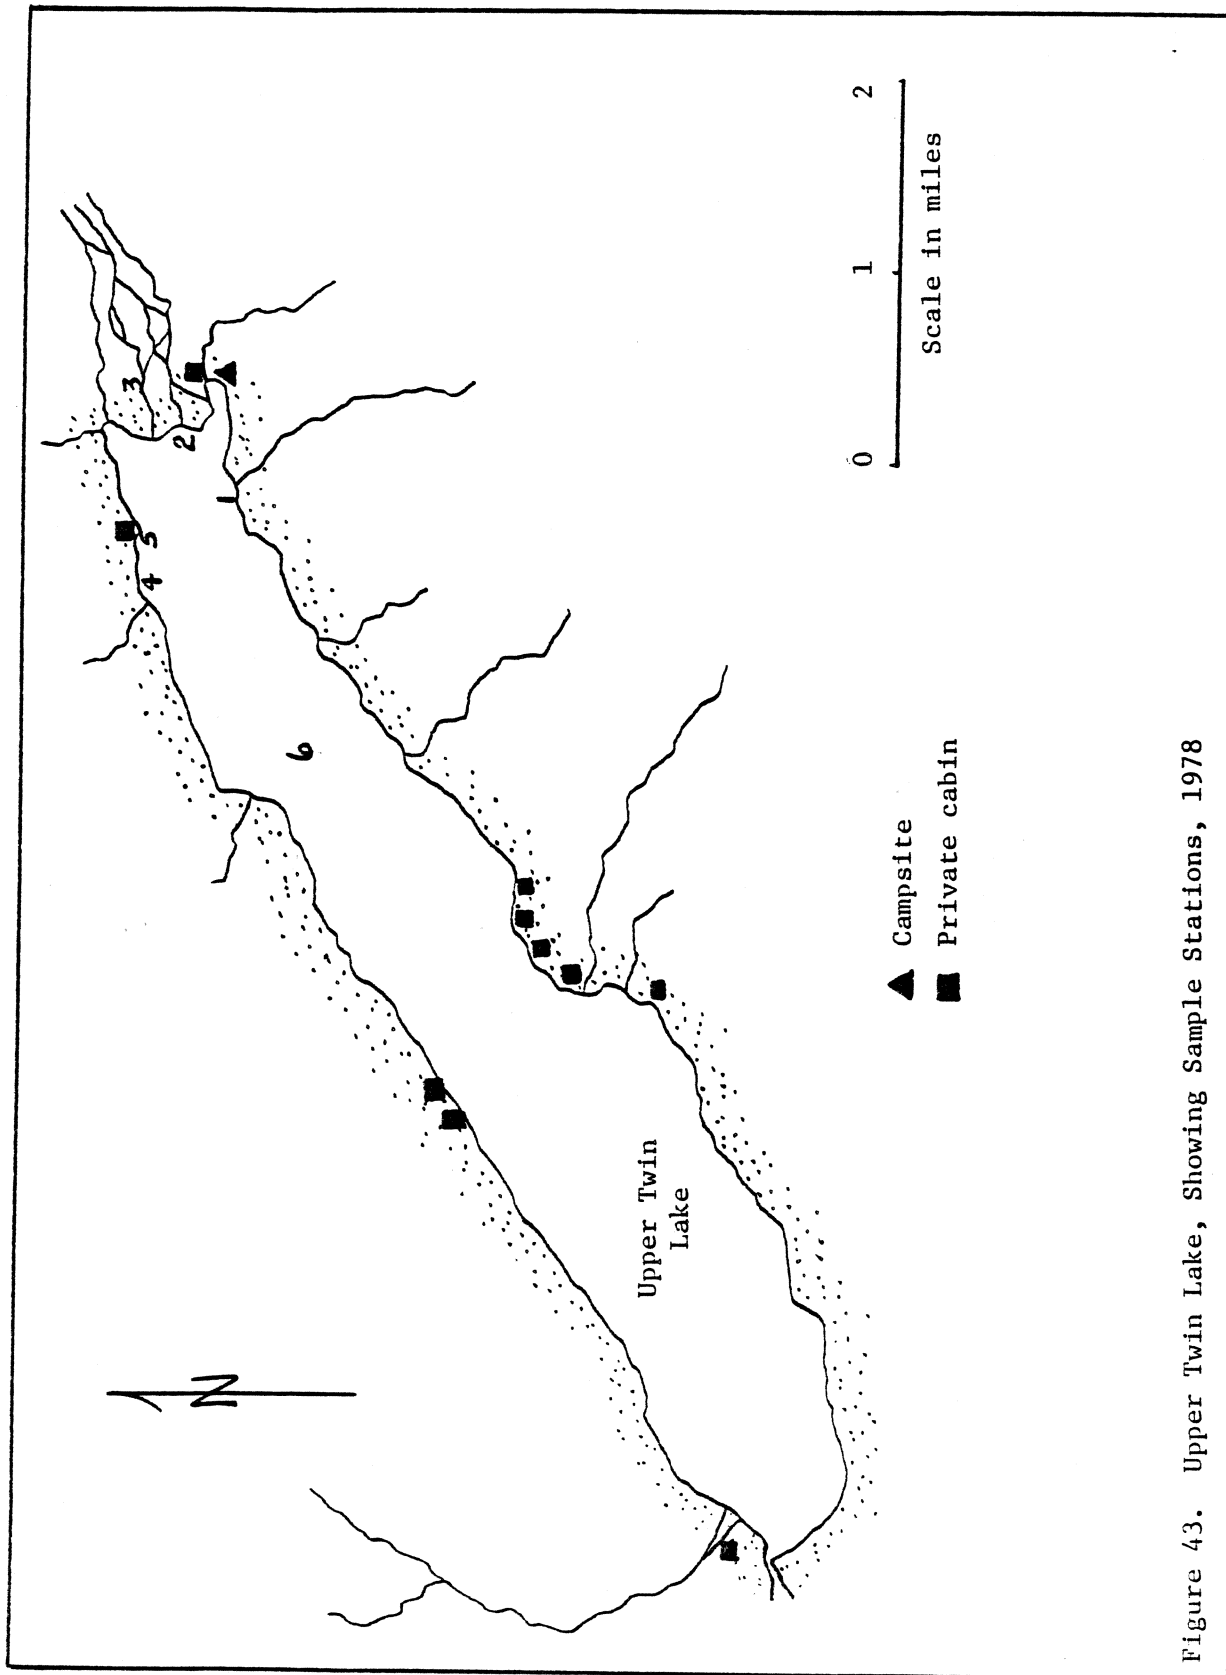 3
2
1
5
4
6
N
Upper Twin
Lake
0 1 2
Scale in miles
Campsite
Private cabin
Figure 43. Upper Twin Lake, Showing Sample Stations, 1978